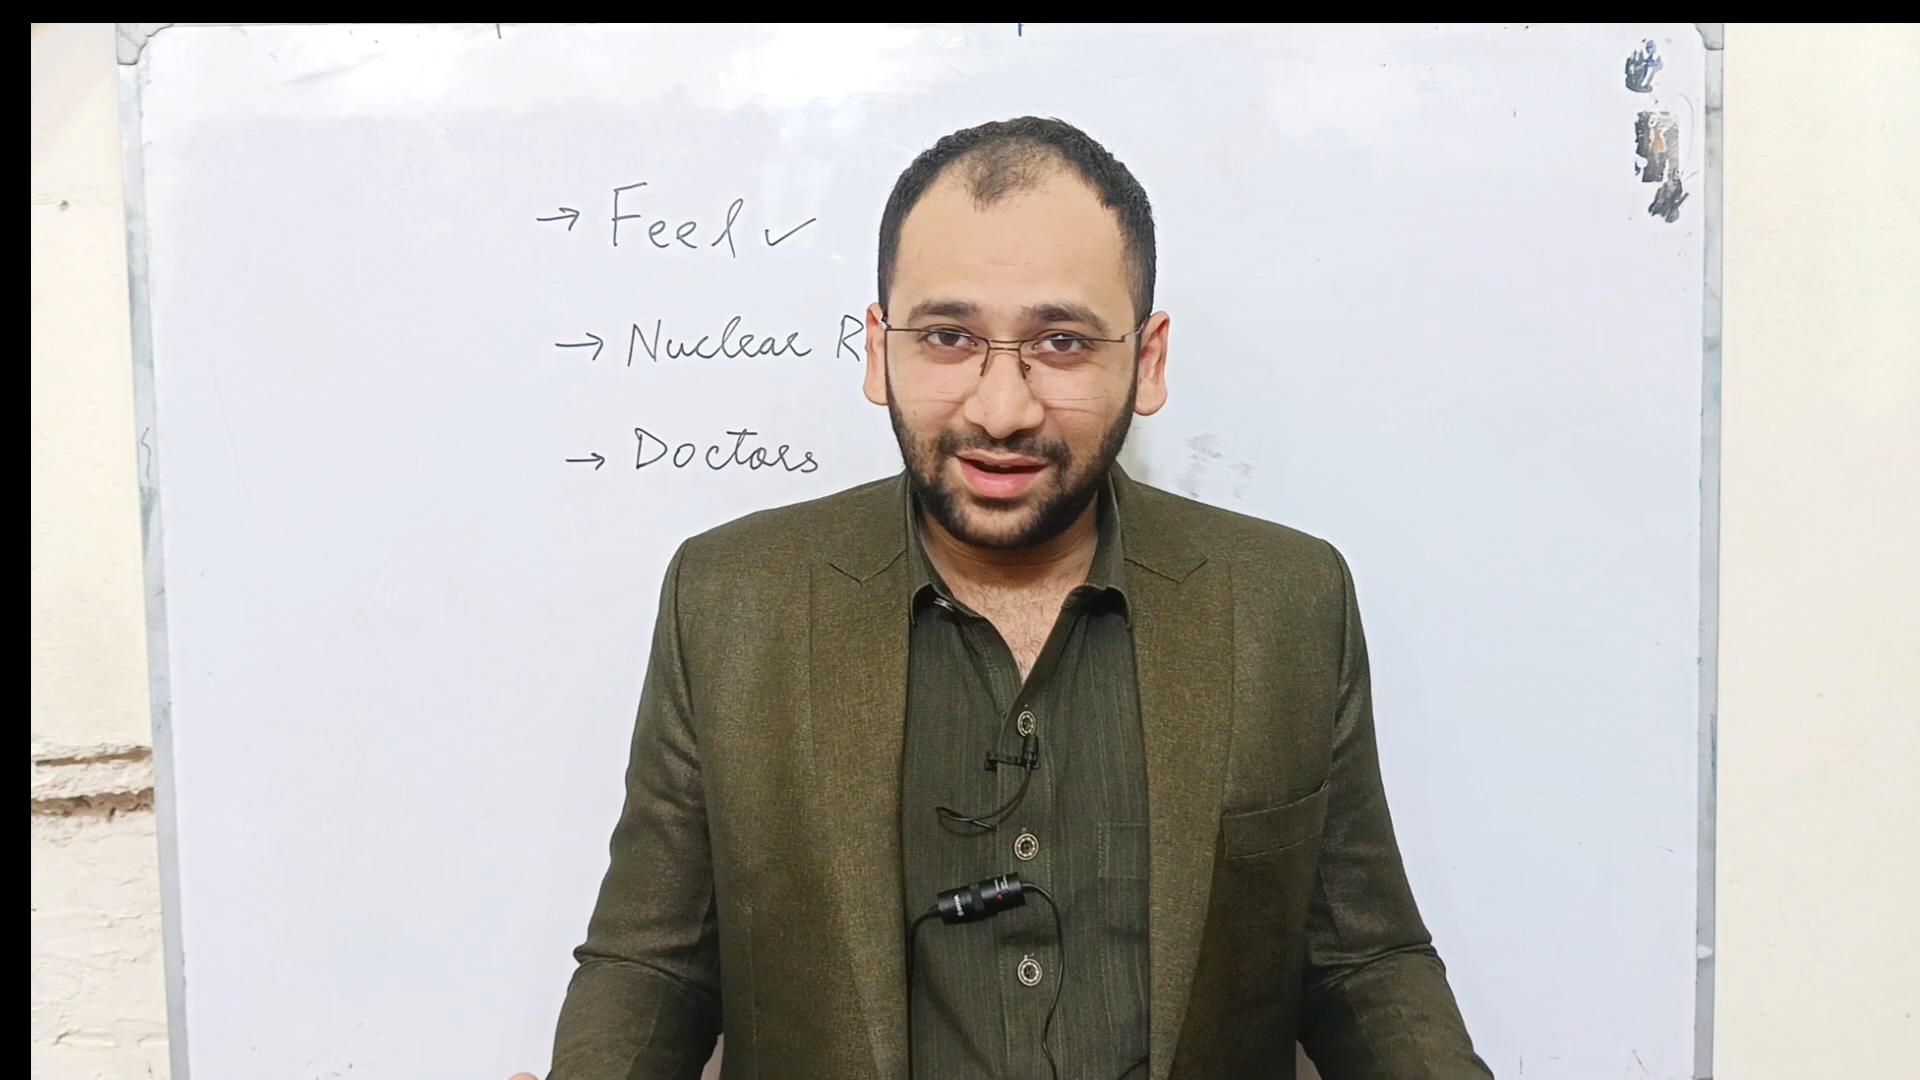 → Feel ✓
→ Nuclear R
→ Doctors